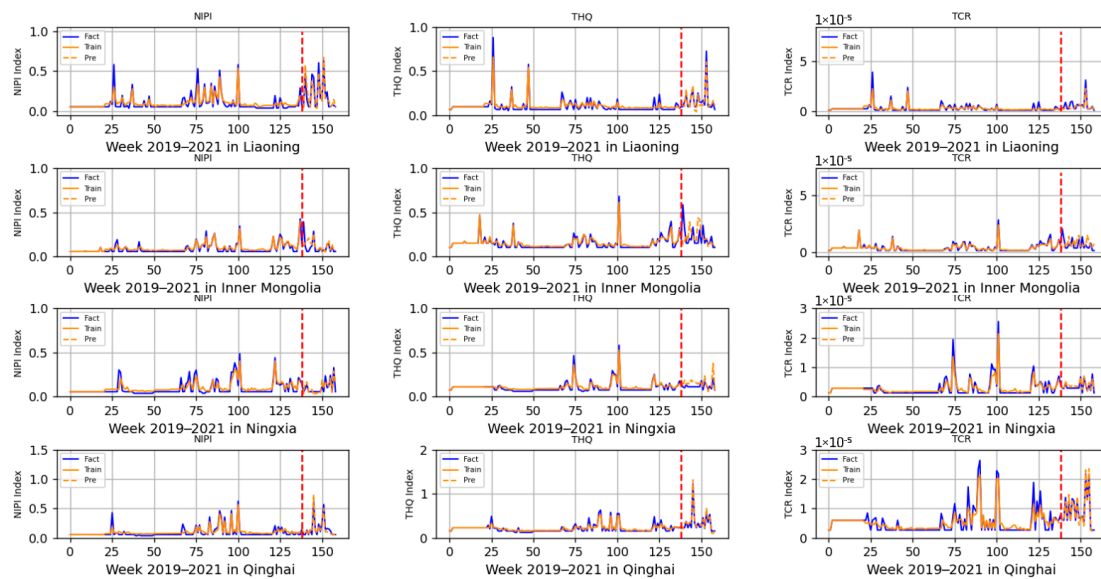 NIPI THQ TCR
1×10⁻⁵
1.0 0.5 0.0 NIPI Index Fact Train Pre
1.0 0.5 0.0 THQ Index Fact Train Pre
5 0 TCR Index Fact Train Pre
0 25 50 75 100 125 150 0 25 50 75 100 125 150 0 25 50 75 100 125 150
Week 2019–2021 in Liaoning Week 2019–2021 in Liaoning Week 2019–2021 in Liaoning
NIPI THQ TCR
1×10⁻⁵
1.0 0.5 0.0 NIPI Index Fact Train Pre
1.0 0.5 0.0 THQ Index Fact Train Pre
5 0 TCR Index Fact Train Pre
0 25 50 75 100 125 150 0 25 50 75 100 125 150 0 25 50 75 100 125 150
Week 2019–2021 in Inner Mongolia Week 2019–2021 in Inner Mongolia Week 2019–2021 in Inner Mongolia
NIPI THQ TCR
1×10⁻⁵
1.0 0.5 0.0 NIPI Index Fact Train Pre
1.0 0.5 0.0 THQ Index Fact Train Pre
3 2 1 0 TCR Index Fact Train Pre
0 25 50 75 100 125 150 0 25 50 75 100 125 150 0 25 50 75 100 125 150
Week 2019–2021 in Ningxia Week 2019–2021 in Ningxia Week 2019–2021 in Ningxia
NIPI THQ TCR
1×10⁻⁵
1.5 1.0 0.5 0.0 NIPI Index Fact Train Pre
2 1 0 THQ Index Fact Train Pre
3 2 1 0 TCR Index Fact Train Pre
0 25 50 75 100 125 150 0 25 50 75 100 125 150 0 25 50 75 100 125 150
Week 2019–2021 in Qinghai Week 2019–2021 in Qinghai Week 2019–2021 in Qinghai